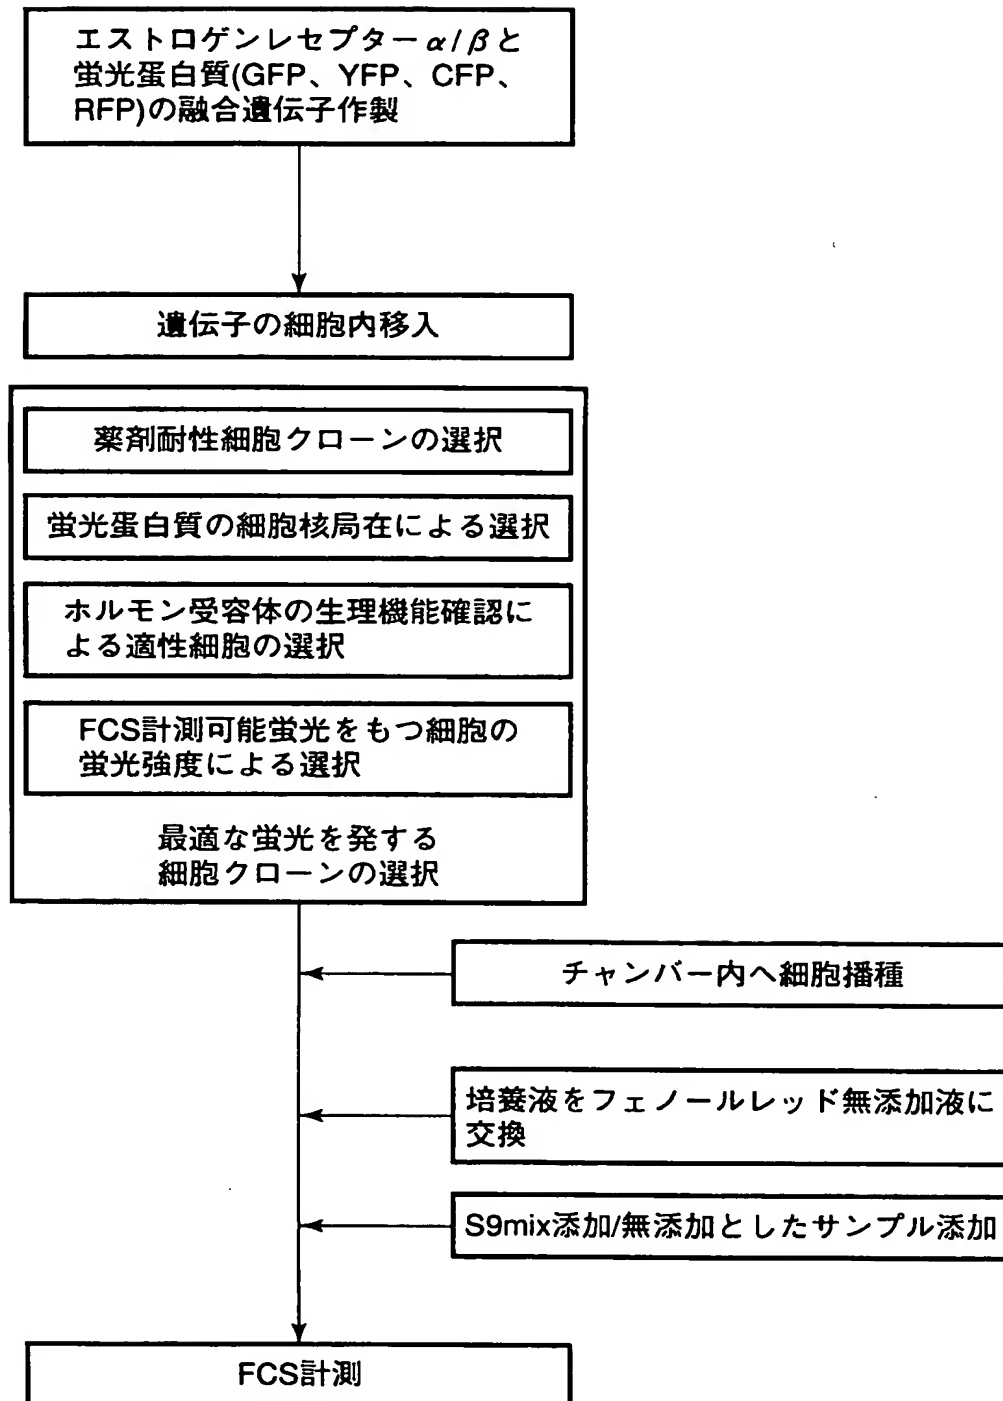 エストロゲンレセプターα/βと
蛍光蛋白質(GFP、YFP、CFP、
RFP)の融合遺伝子作製
遺伝子の細胞内移入
薬剤耐性細胞クローンの選択
蛍光蛋白質の細胞核局在による選択
ホルモン受容体の生理機能確認に
よる適性細胞の選択
FCS計測可能蛍光をもつ細胞の
蛍光強度による選択
最適な蛍光を発する
細胞クローンの選択
チャンバー内へ細胞播種
培養液をフェノールレッド無添加液に
交換
S9mix添加/無添加としたサンプル添加
FCS計測